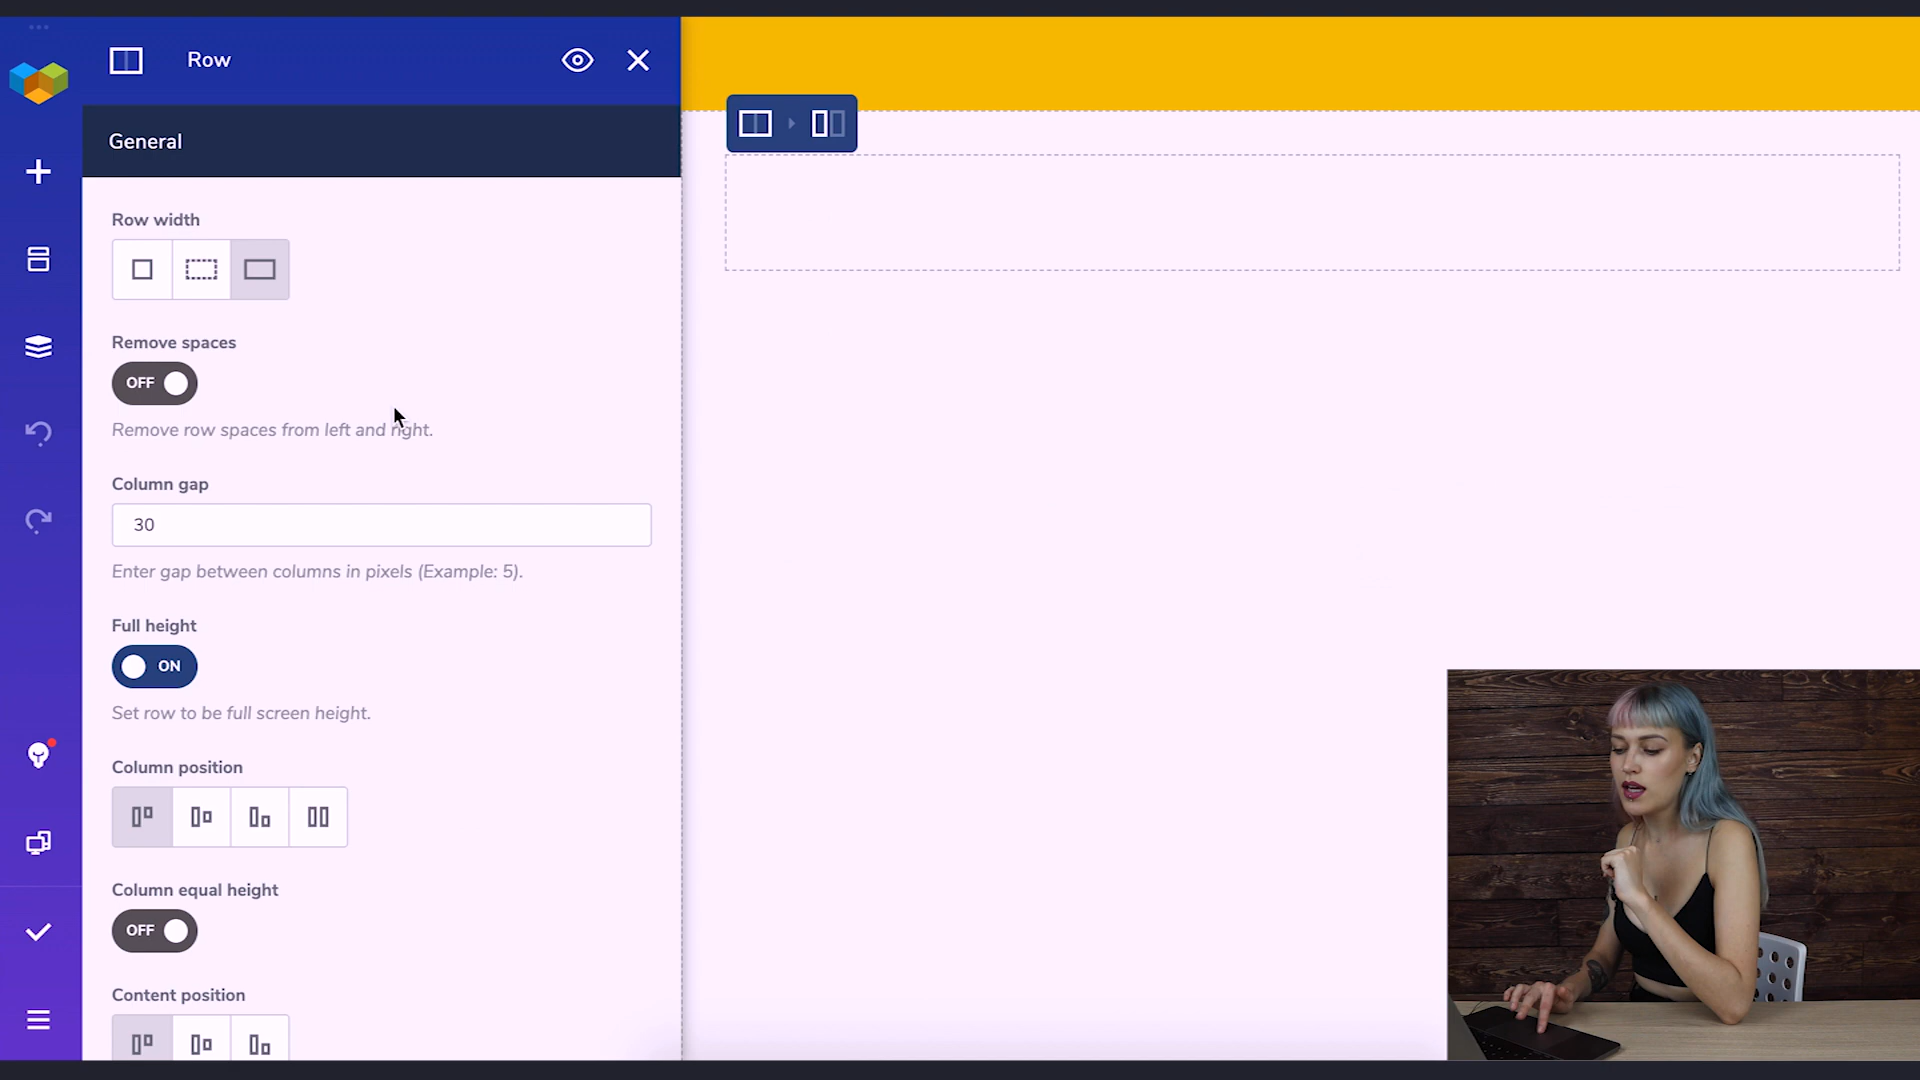 Row
General
Row width
Remove spaces
OFF
Remove row spaces from left and right.
Column gap
30
Enter gap between columns in pixels (Example: 5).
Full height
ON
Set row to be full screen height.
Column position
Column equal height
OFF
Content position